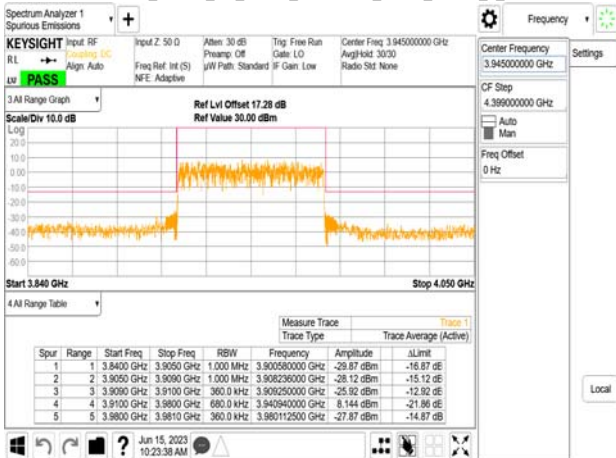 Spectrum Analyzer 1
Spurious Emissions
+
Frequency
KEYSIGHT
Input: RF
Coupling: DC
Align: Auto
Input Z: 50 Ω
Freq Ref: Int (S)
NFE: Adaptive
Atten: 30 dB
Preamp: Off
µW Path: Standard
Trig: Free Run
Gate: LO
IF Gain: Low
Center Freq: 3.945000000 GHz
Avg|Hold: 30/30
Radio Std: None
RL
LV
PASS
Center Frequency
3.945000000 GHz
Settings
CF Step
4.399000000 GHz
Auto
Man
Freq Offset
0 Hz
3 All Range Graph
Scale/Div 10.0 dB
Ref Lvl Offset 17.28 dB
Ref Value 30.00 dBm
Log
20.0
10.0
0.00
-10.0
-20.0
-30.0
-40.0
-50.0
-60.0
Start 3.840 GHz
Stop 4.050 GHz
4 All Range Table
Measure Trace Trace 1
Trace Type Trace Average (Active)
Spur Range Start Freq Stop Freq RBW Frequency Amplitude ΔLimit
1 1 3.8400 GHz 3.9050 GHz 1.000 MHz 3.900580000 GHz -29.87 dBm -16.87 dB
2 2 3.9050 GHz 3.9090 GHz 1.000 MHz 3.908236000 GHz -28.12 dBm -15.12 dB
3 3 3.9090 GHz 3.9100 GHz 360.0 kHz 3.909250000 GHz -25.92 dBm -12.92 dB
4 4 3.9100 GHz 3.9800 GHz 680.0 kHz 3.940940000 GHz 8.144 dBm -21.86 dB
5 5 3.9800 GHz 3.9810 GHz 360.0 kHz 3.980112500 GHz -27.87 dBm -14.87 dB
Local
?
Jun 15, 2023
10:23:38 AM